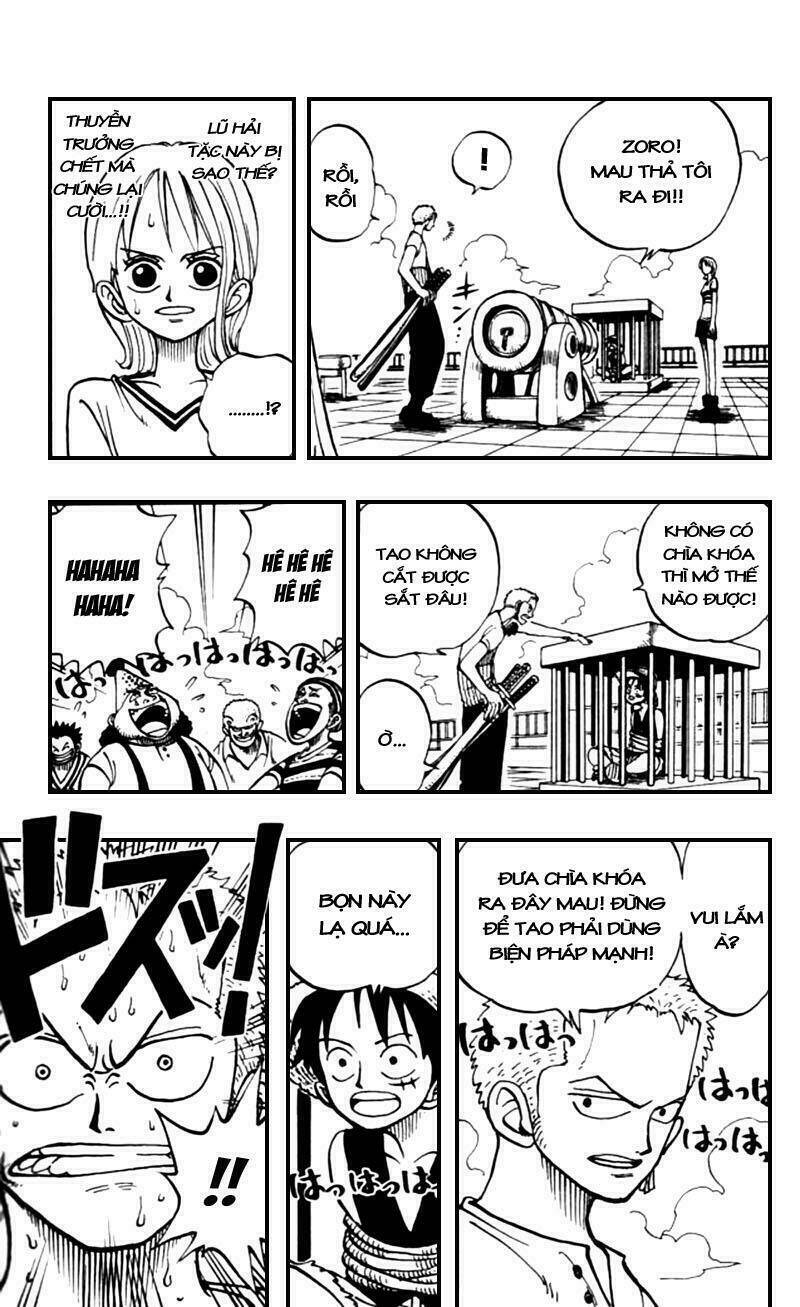 ZORO!
MAU THẢ TÔI
RA ĐI!!
!
RỒI,
RỒI
?
LŨ HẢI
TẶC NÀY BỊ
SAO THẾ?
THUYỀN
TRƯỞNG
CHẾT MÀ
CHÚNG LẠI
CƯỜI...!!
.........!?
KHÔNG CÓ
CHÌA KHÓA
THÌ MỞ THẾ
NÀO ĐƯỢC!
TAO KHÔNG
CẮT ĐƯỢC
SẮT ĐÂU!
Ờ...
HÊ HÊ HÊ
HÊ HÊ
HAHAHA
HAHA!
はっはっはっはっはっ
VUI LẮM
À?
ĐƯA CHÌA KHÓA
RA ĐÂY MAU! ĐỪNG
ĐỂ TAO PHẢI DÙNG
BIỆN PHÁP MẠNH!
はっはっ
はっは
はっはっ
BỌN NÀY
LẠ QUÁ...
はっはっはっ
ドスッ!
!!